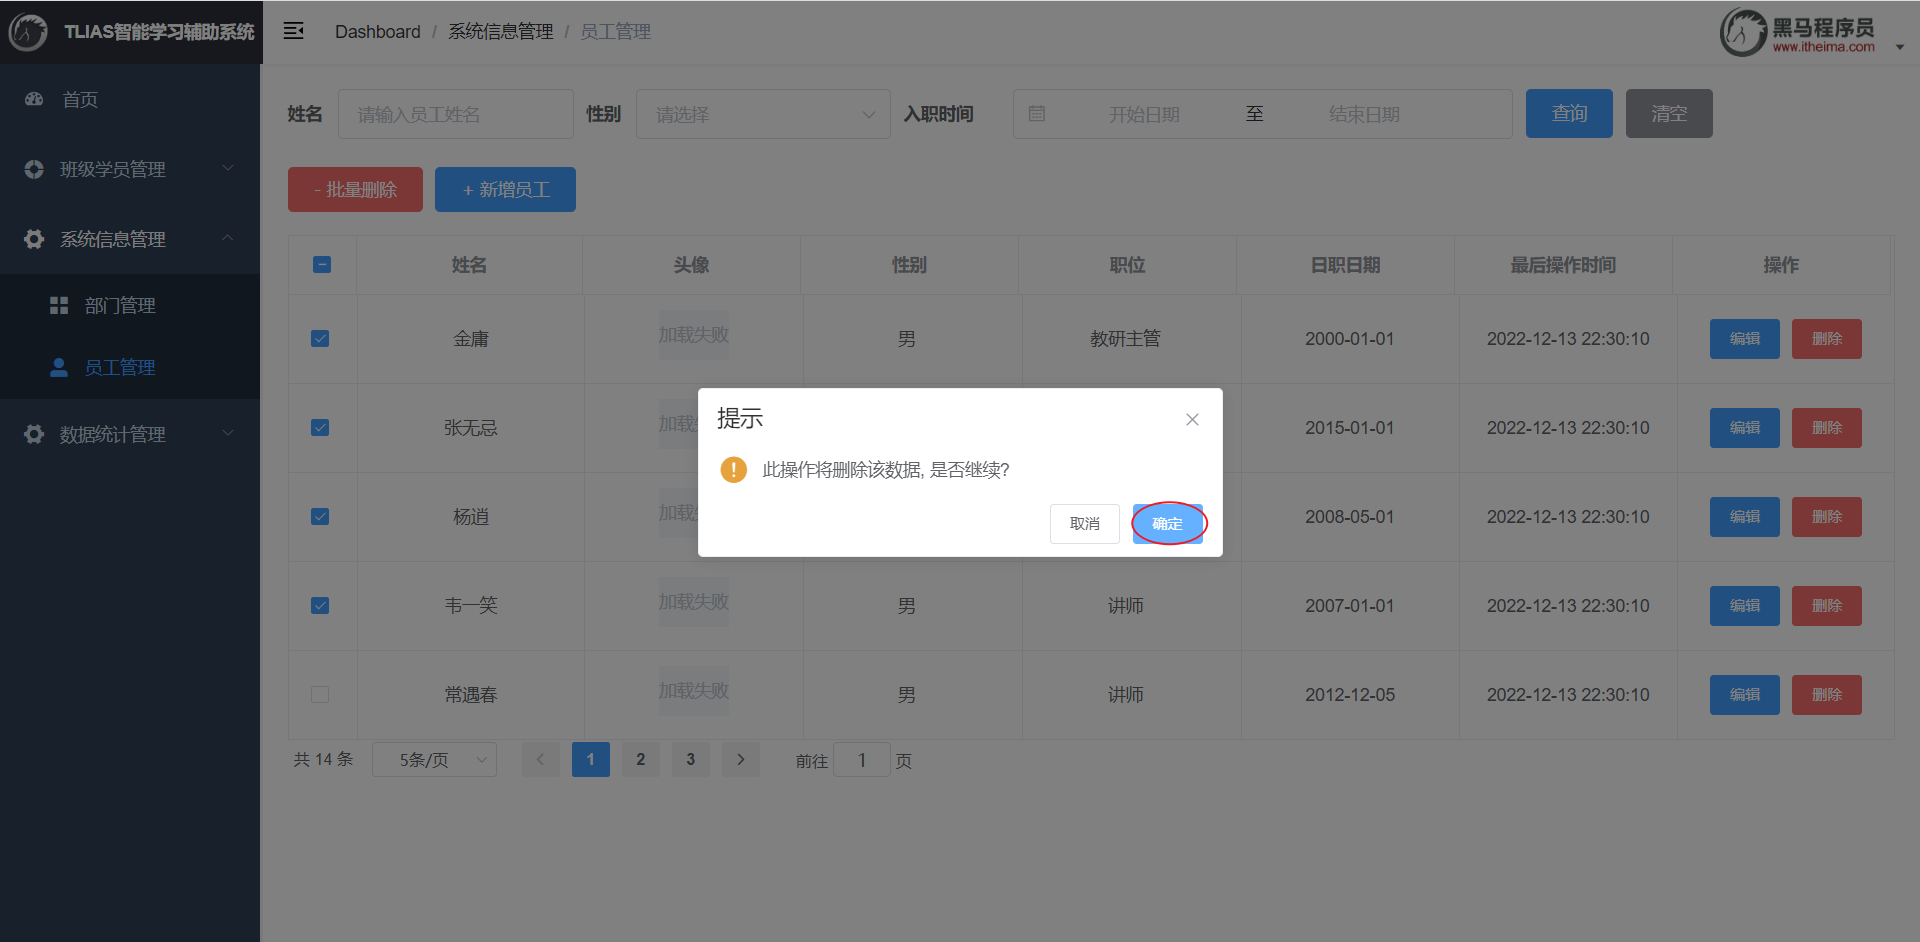 TLIAS智能学习辅助系统
Dashboard / 系统信息管理 / 员工管理
黑马程序员
www.itheima.com
首页
班级学员管理
系统信息管理
部门管理
员工管理
数据统计管理
姓名 请输入员工姓名 性别 请选择 入职时间 开始日期 至 结束日期 查询 清空
- 批量删除 + 新增员工
姓名 头像 性别 职位 日职日期 最后操作时间 操作
金庸 加载失败 男 教研主管 2000-01-01 2022-12-13 22:30:10 编辑 删除
张无忌 加载 2015-01-01 2022-12-13 22:30:10 编辑 删除
杨逍 加载 2008-05-01 2022-12-13 22:30:10 编辑 删除
韦一笑 加载失败 男 讲师 2007-01-01 2022-12-13 22:30:10 编辑 删除
常遇春 加载失败 男 讲师 2012-12-05 2022-12-13 22:30:10 编辑 删除
提示
此操作将删除该数据, 是否继续?
取消 确定
共 14 条 5条/页 1 2 3 前往 1 页